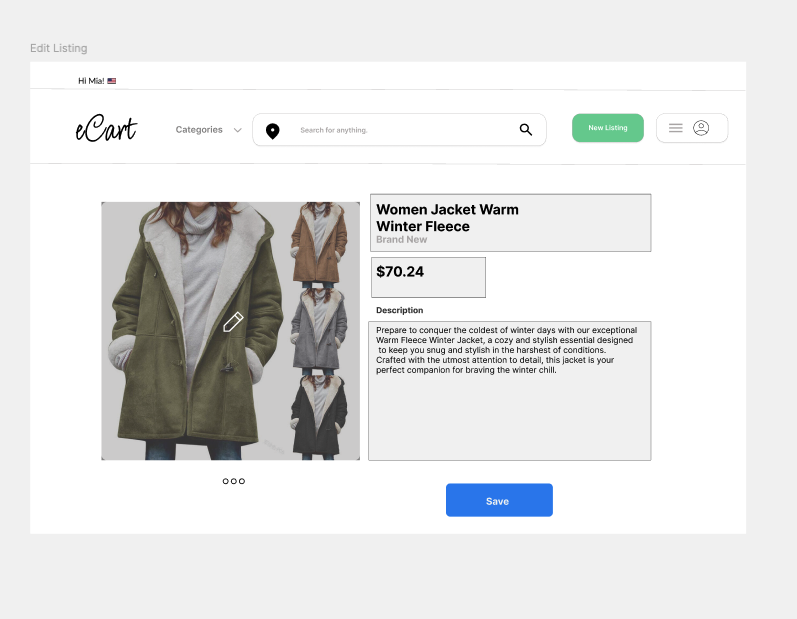 Edit Listing
Hi Mia!
eCart
Categories
Search for anything.
New Listing
Women Jacket Warm
Winter Fleece
Brand New
$70.24
Description
Prepare to conquer the coldest of winter days with our exceptional
Warm Fleece Winter Jacket, a cozy and stylish essential designed
to keep you snug and stylish in the harshest of conditions.
Crafted with the utmost attention to detail, this jacket is your
perfect companion for braving the winter chill.
Save